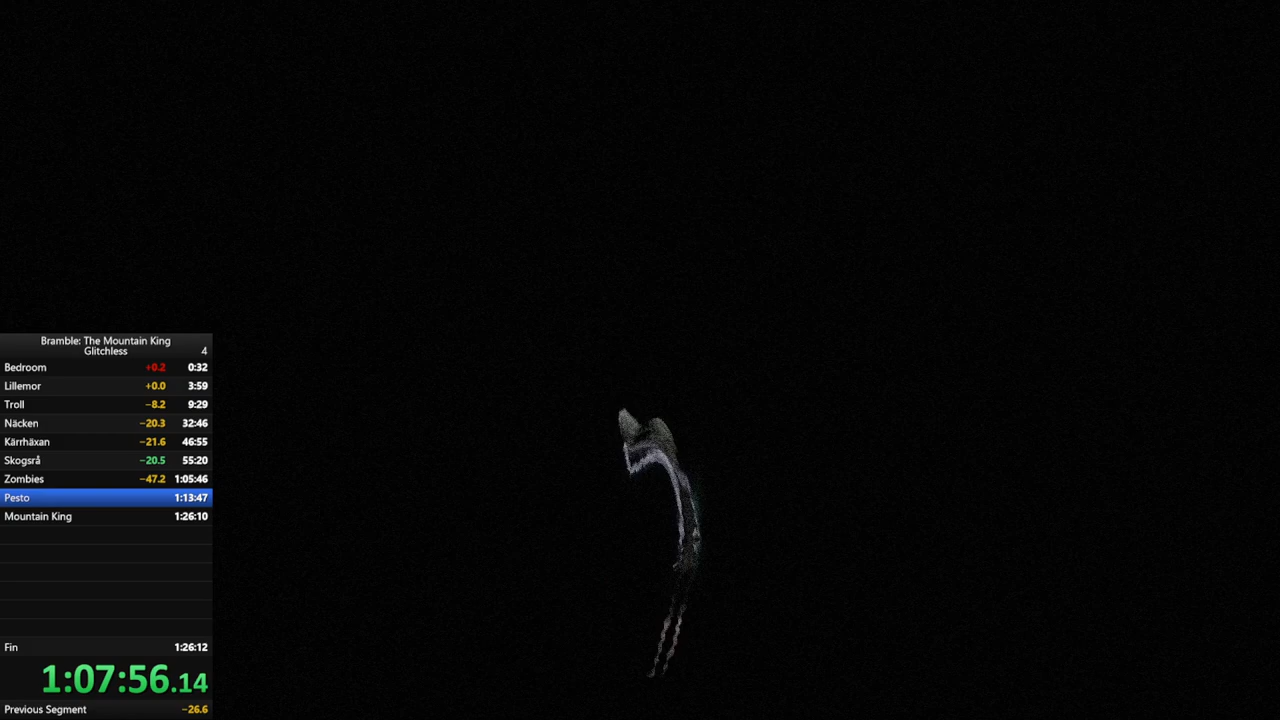 Bramble: The Mountain King
Glitchless 4
Bedroom +0.2 0:32
Lillemor +0.0 3:59
Troll −8.2 9:29
Näcken −20.3 32:46
Kärrhäxan −21.6 46:55
Skogsrå −20.5 55:20
Zombies −47.2 1:05:46
Pesto 1:13:47
Mountain King 1:26:10
Fin 1:26:12
1:07:56.14
Previous Segment −26.6